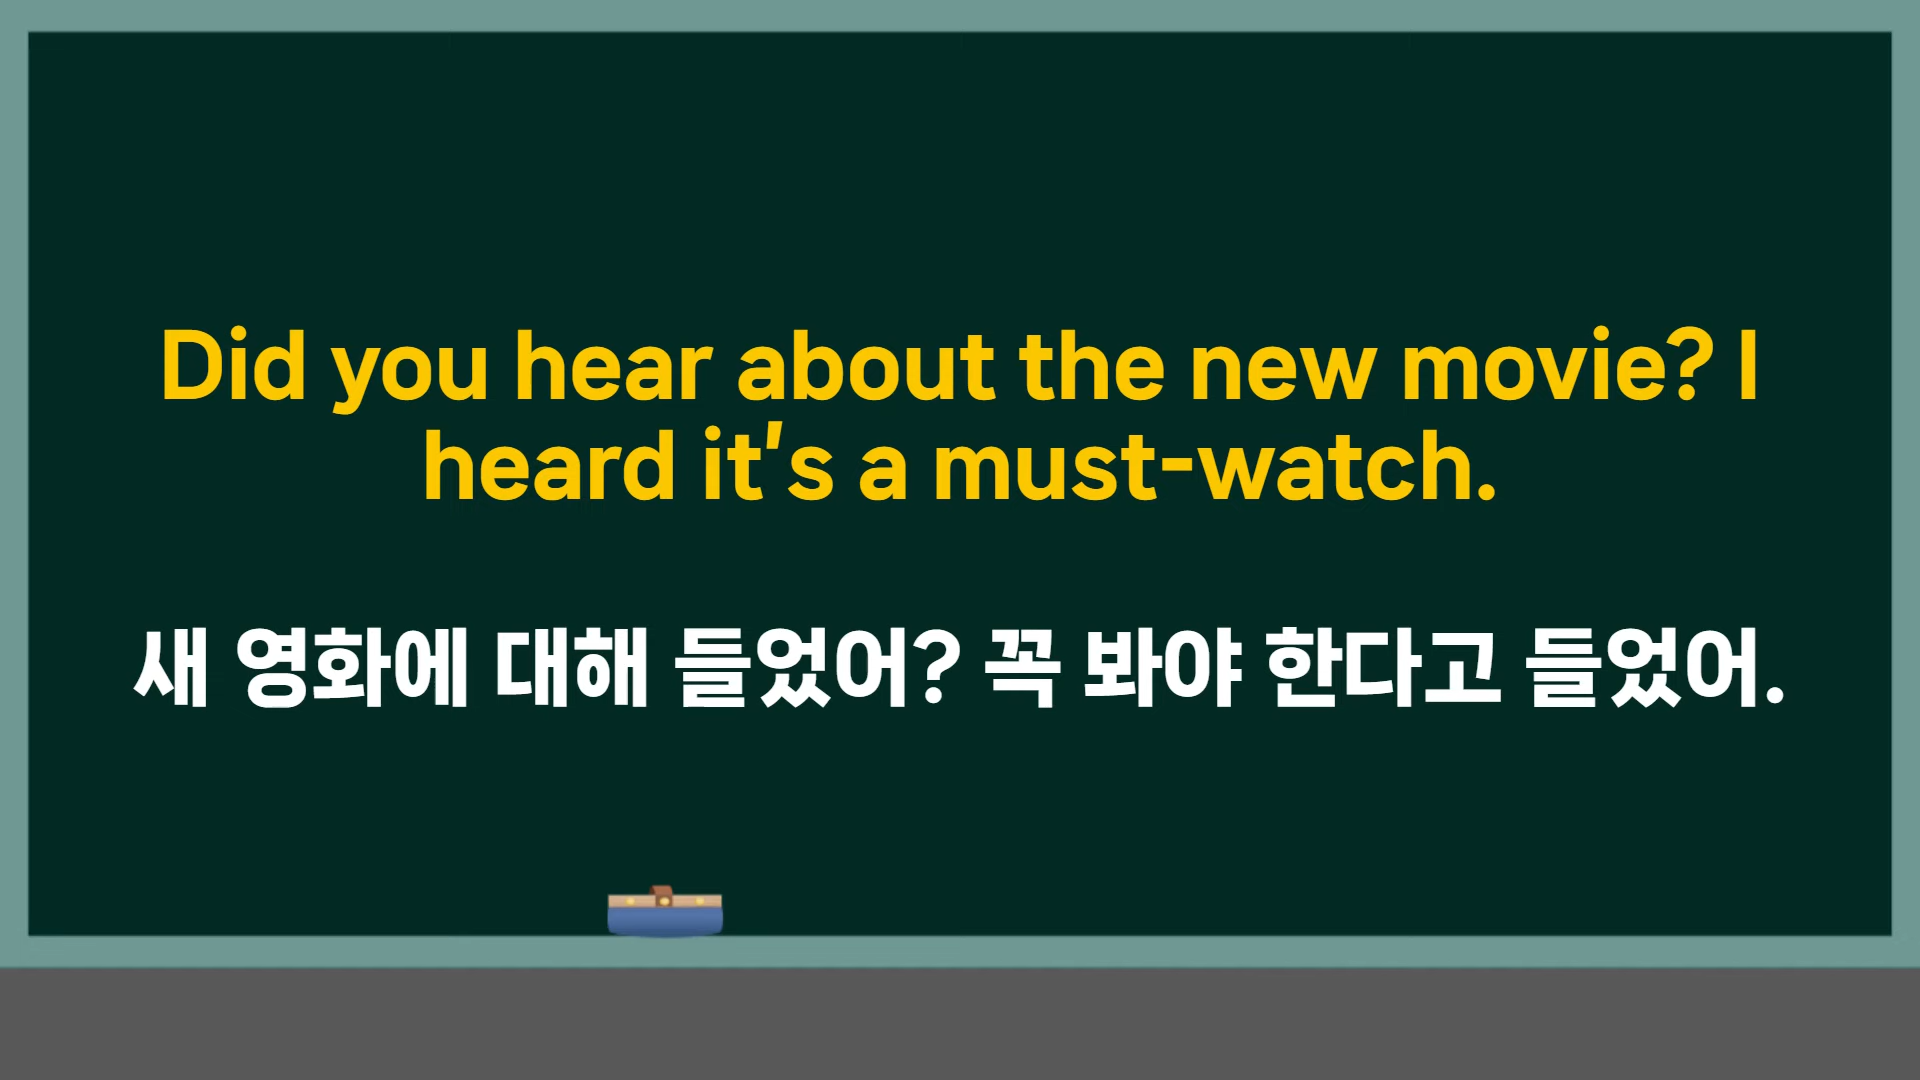 Did you hear about the new movie? I
heard it's a must-watch.
새 영화에 대해 들었어? 꼭 봐야 한다고 들었어.